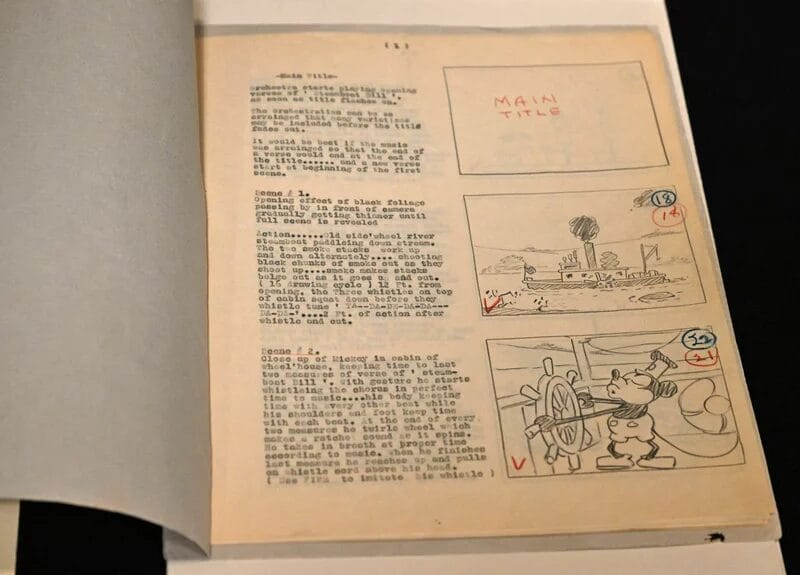 ( 1 )
-Main Title-
Orchestra starts playing opening
verses of ' Steamboat Bill '.
as soon as title flashes on.
The orchestration can be so
arrainged that many variations
may be included before the title
fades out.
It would be best if the music
was arrainged so that the end of
a verse would end at the end of
the title...... and a new verse
start at beginning of the first
scene.
MAIN
TITLE
Scene # 1.
Opening effect of black foliage
passing by in front of camera
gradually getting thinner until
full scene is revealed
Action......Old side wheel river
steamboat paddleing down stream.
The two smoke stacks work up
and down alternately.... shooting
black chunks of smoke out as they
shoot up....smoke makes stacks
bulge out as it goes up and out.
( 16 drawing cycle ) 12 Ft. from
opening, the Three whistles on top
of cabin squat down before they
whistle tune ' TA--DA-DE-DA-DA---
DA-DA-'....2 Ft. of action after
whistle and cut.
18
18
Scene # 2.
Close up of Mickey in cabin of
wheel'house, keeping time to last
two measures of verse of ' steam-
boat Bill '. With gesture he starts
whistleing the chorus in perfect
time to music....his body keeping
time with every other beat while
his shoulders and foot keep time
with each beat. At the end of every
two measures he twirls wheel which
makes a ratchet sound as it spins.
He takes in breath at proper time
according to music. When he finishes
last measure he reaches up and pulls
on whistle cord above his head.
( Use FIFE to imitate his whistle )
22
21